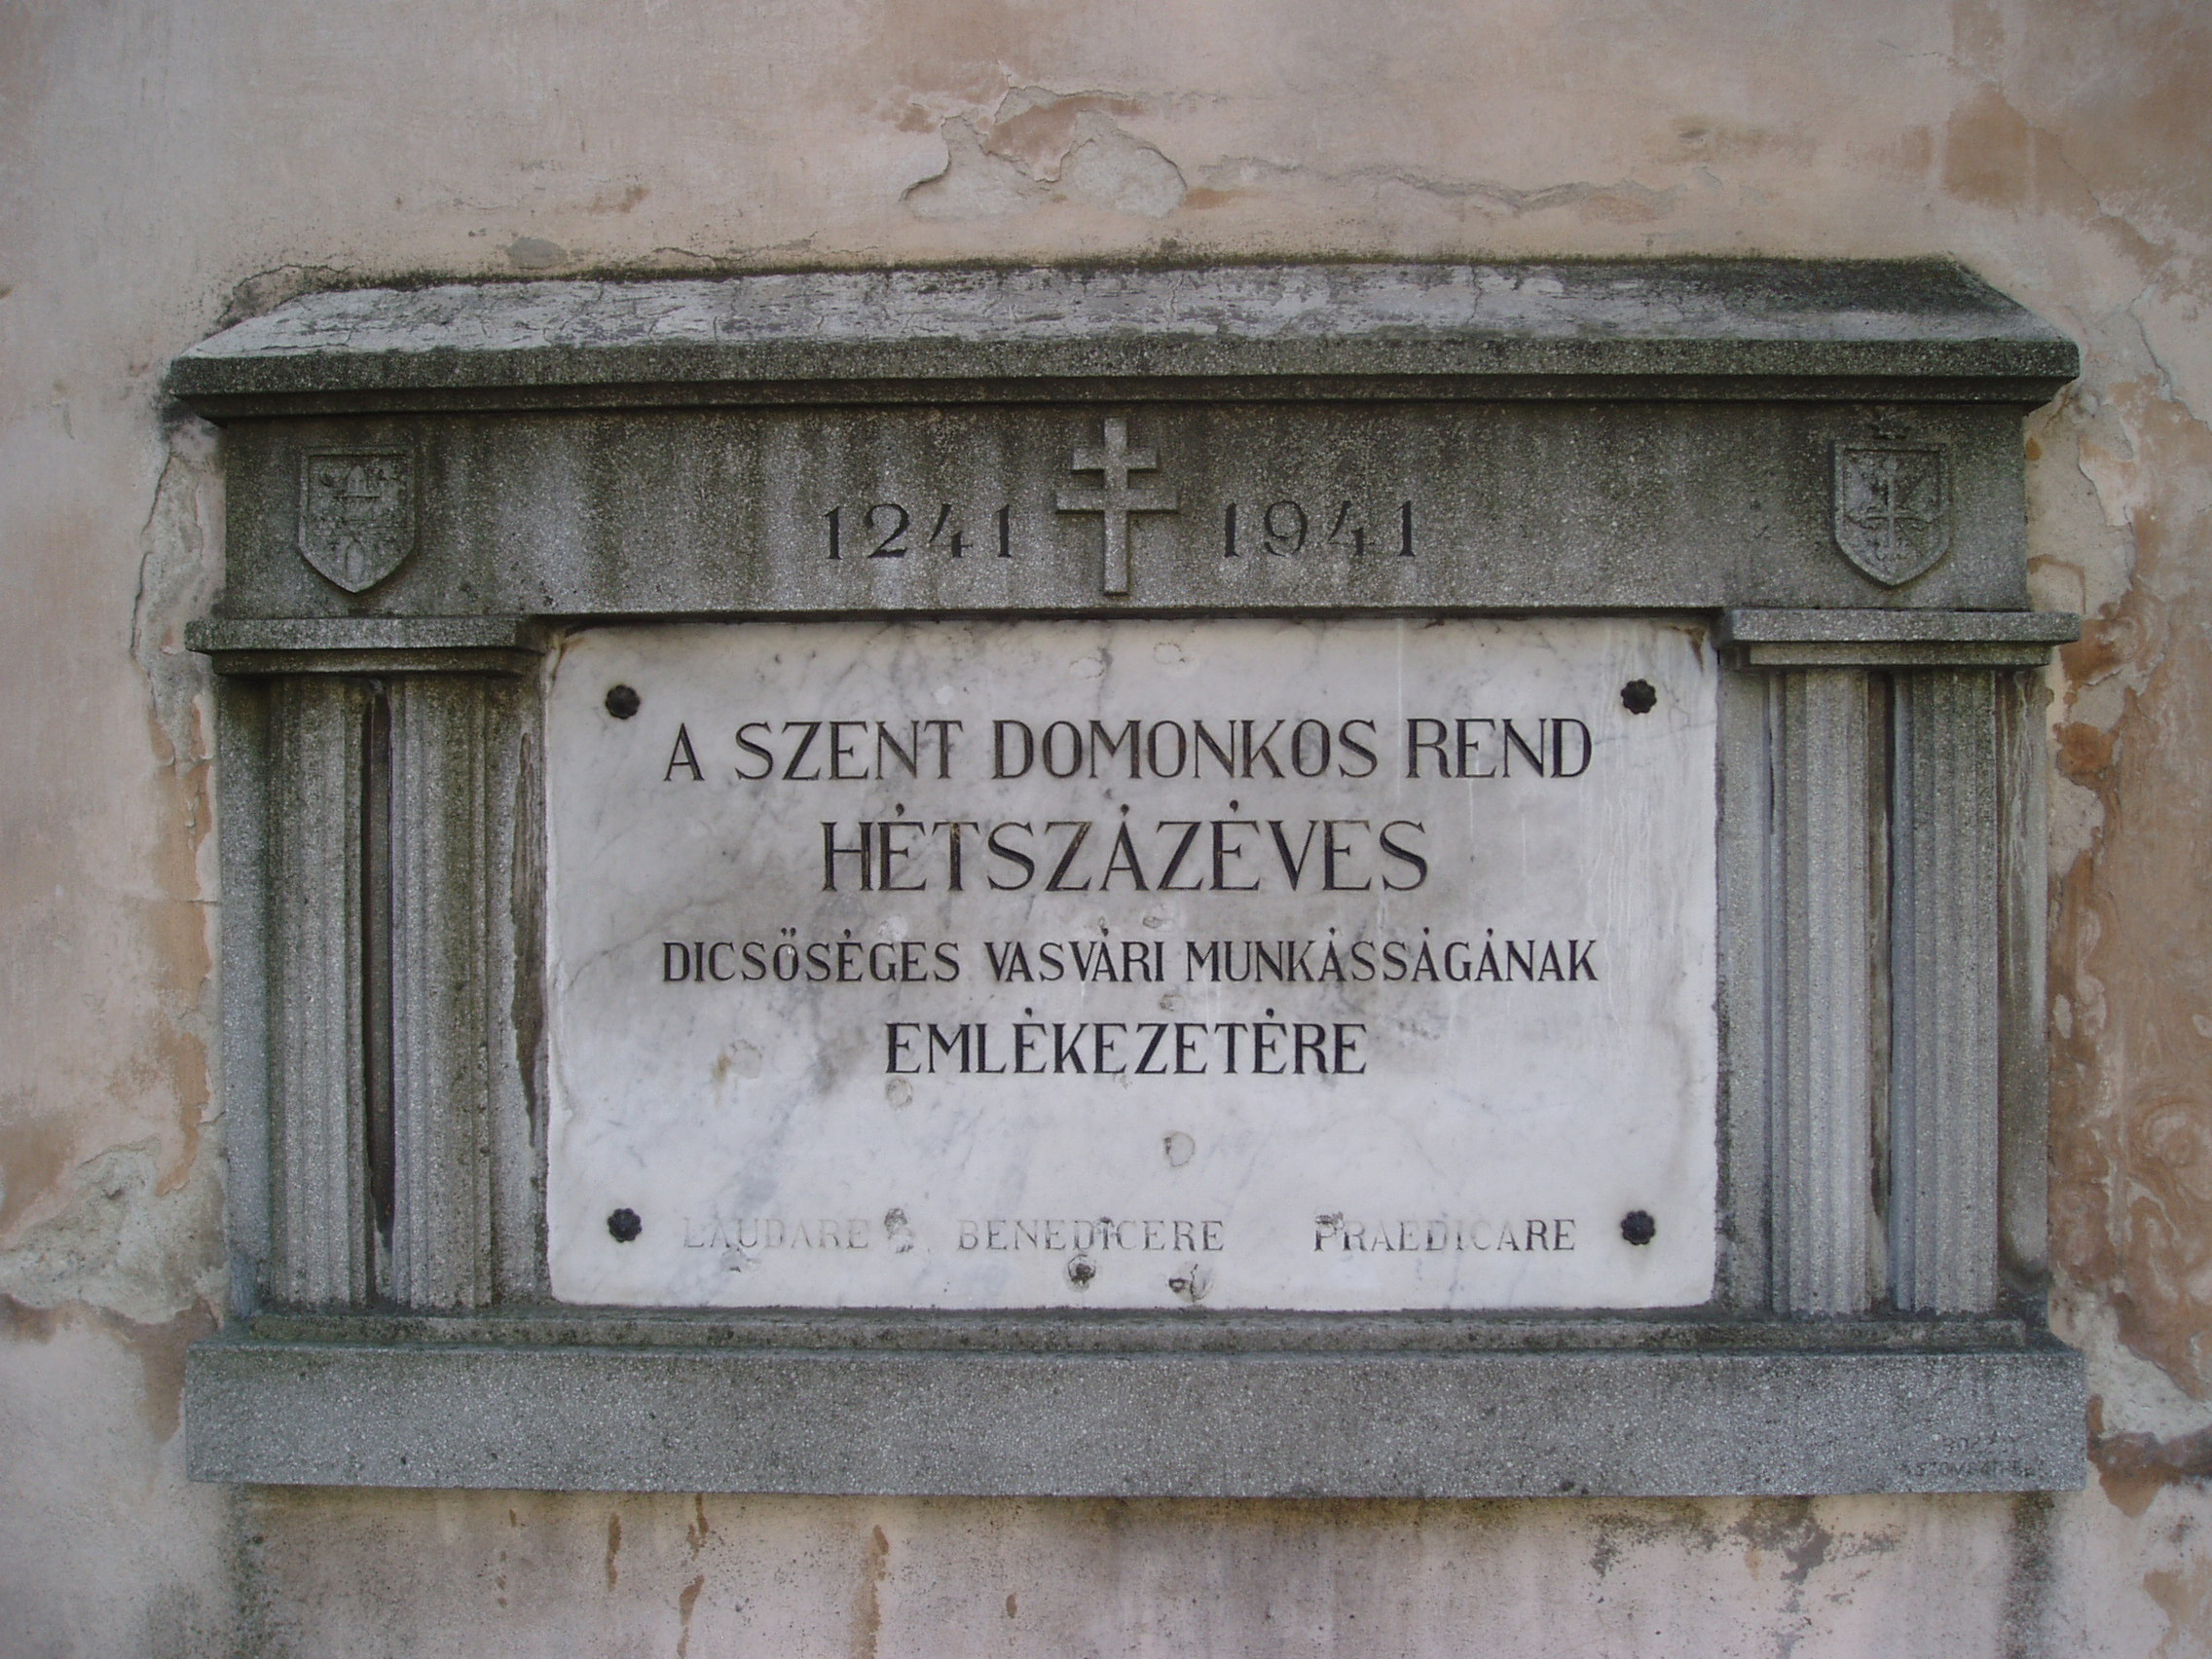 1241 1941
A SZENT DOMONKOS REND
HÉTSZÁZÉVES
DICSŐSÉGES VASVÁRI MUNKÁSSÁGÁNAK
EMLÉKEZETÉRE
LAUDARE BENEDICERE PRAEDICARE